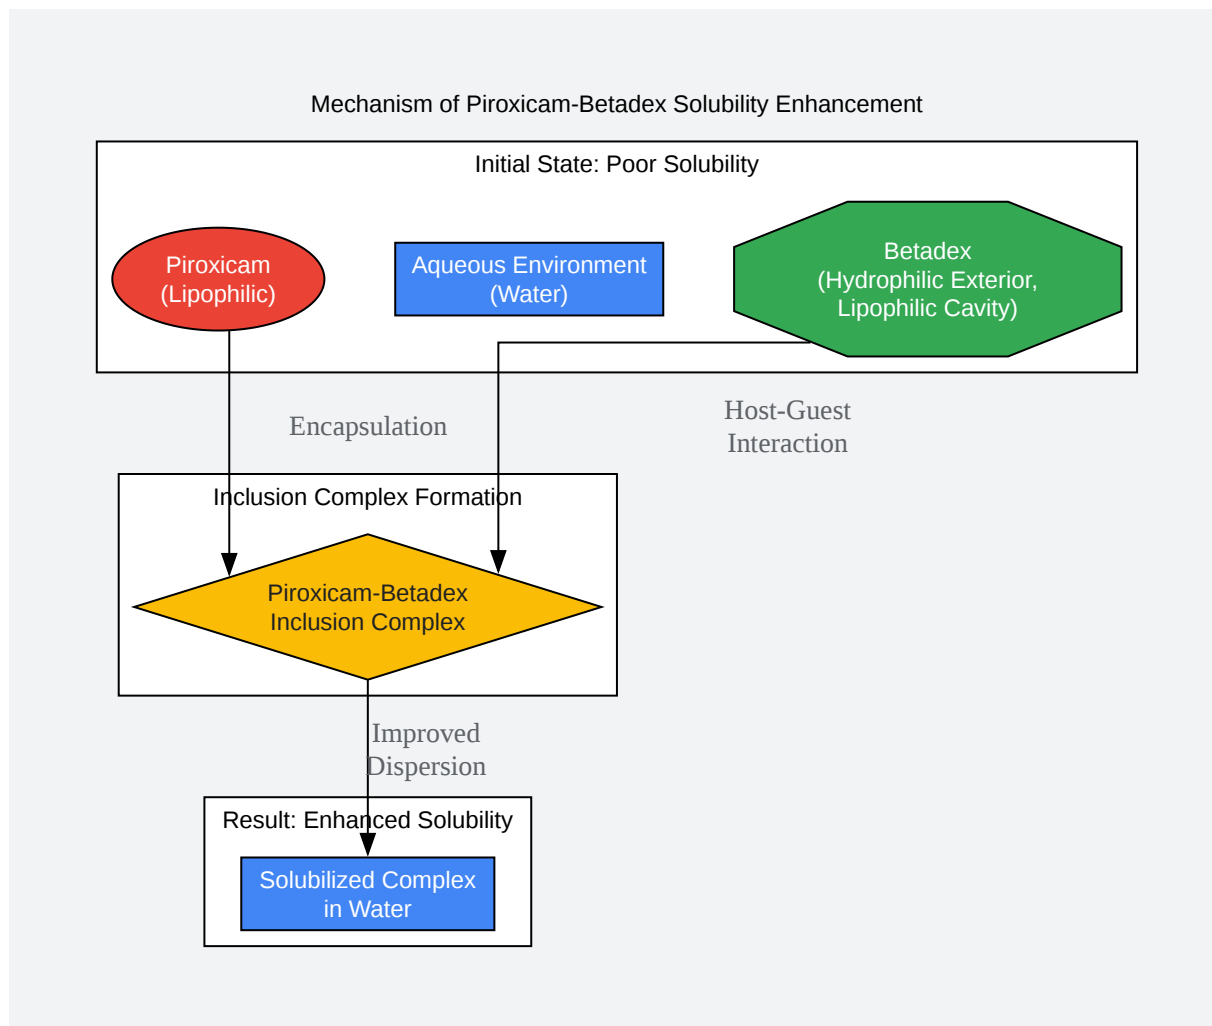 Mechanism of Piroxicam-Betadex Solubility Enhancement
Initial State: Poor Solubility
Piroxicam
(Lipophilic)
Aqueous Environment
(Water)
Betadex
(Hydrophilic Exterior,
Lipophilic Cavity)
Encapsulation
Host-Guest
Interaction
Inclusion Complex Formation
Piroxicam-Betadex
Inclusion Complex
Improved
Dispersion
Result: Enhanced Solubility
Solubilized Complex
in Water